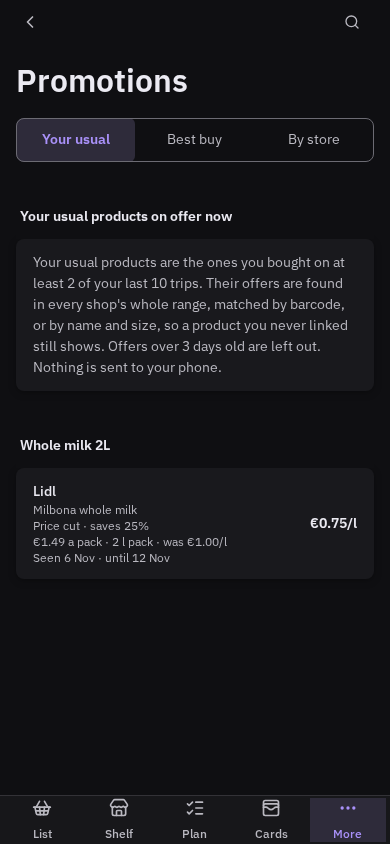 Promotions
Your usual
Best buy
By store
Your usual products on offer now
Your usual products are the ones you bought on at
least 2 of your last 10 trips. Their offers are found
in every shop's whole range, matched by barcode,
or by name and size, so a product you never linked
still shows. Offers over 3 days old are left out.
Nothing is sent to your phone.
Whole milk 2L
Lidl
Milbona whole milk
Price cut · saves 25%
€1.49 a pack · 2 l pack · was €1.00/l
Seen 6 Nov · until 12 Nov
€0.75/l
List
Shelf
Plan
Cards
More